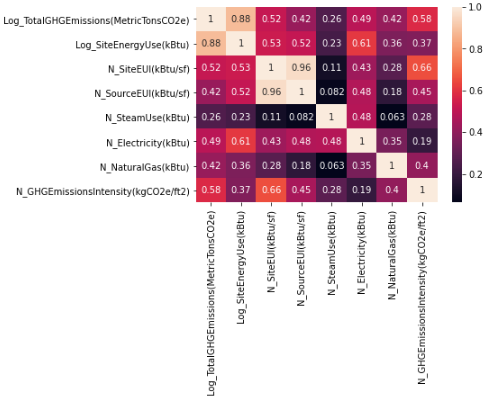 Log_TotalGHGEmissions(MetricTonsCO2e) 1 0.88 0.52 0.42 0.26 0.49 0.42 0.58
Log_SiteEnergyUse(kBtu) 0.88 1 0.53 0.52 0.23 0.61 0.36 0.37
N_SiteEUI(kBtu/sf) 0.52 0.53 1 0.96 0.11 0.43 0.28 0.66
N_SourceEUI(kBtu/sf) 0.42 0.52 0.96 1 0.082 0.48 0.18 0.45
N_SteamUse(kBtu) 0.26 0.23 0.11 0.082 1 0.48 0.063 0.28
N_Electricity(kBtu) 0.49 0.61 0.43 0.48 0.48 1 0.35 0.19
N_NaturalGas(kBtu) 0.42 0.36 0.28 0.18 0.063 0.35 1 0.4
N_GHGEmissionsIntensity(kgCO2e/ft2) 0.58 0.37 0.66 0.45 0.28 0.19 0.4 1
Log_TotalGHGEmissions(MetricTonsCO2e)
Log_SiteEnergyUse(kBtu)
N_SiteEUI(kBtu/sf)
N_SourceEUI(kBtu/sf)
N_SteamUse(kBtu)
N_Electricity(kBtu)
N_NaturalGas(kBtu)
N_GHGEmissionsIntensity(kgCO2e/ft2)
1.0
0.8
0.6
0.4
0.2